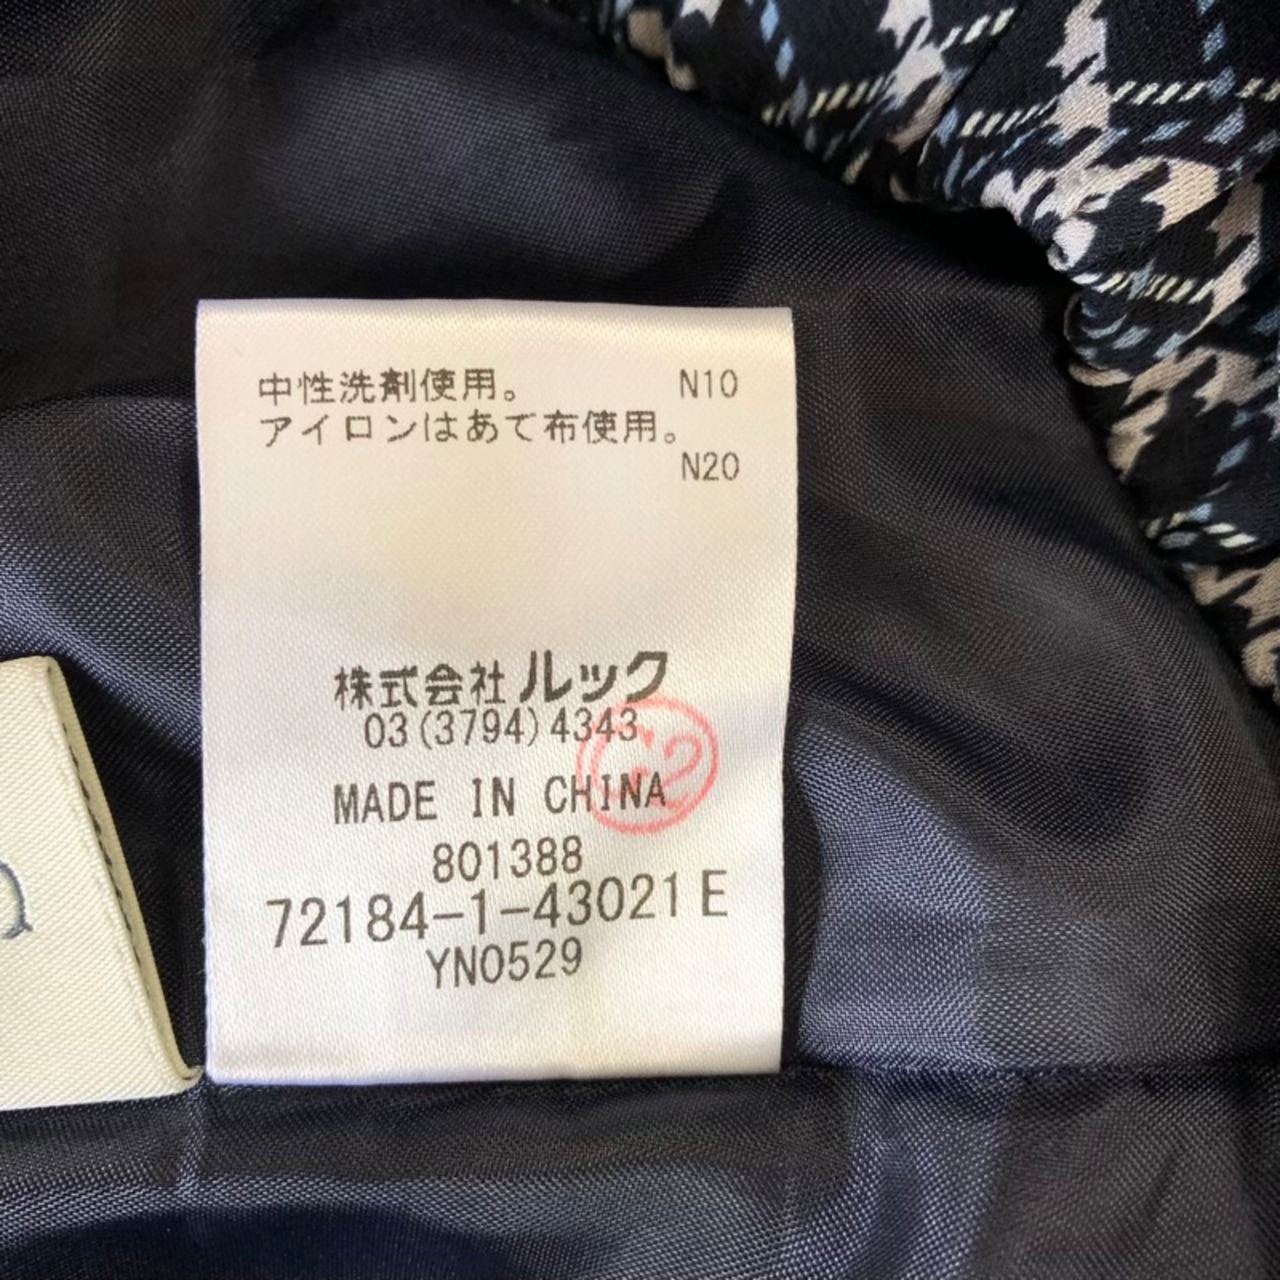 中性洗剤使用。 N10
アイロンはあて布使用。
N20
株式会社ルック
03(3794)4343
MADE IN CHINA
801388
72184-1-43021E
YN0529